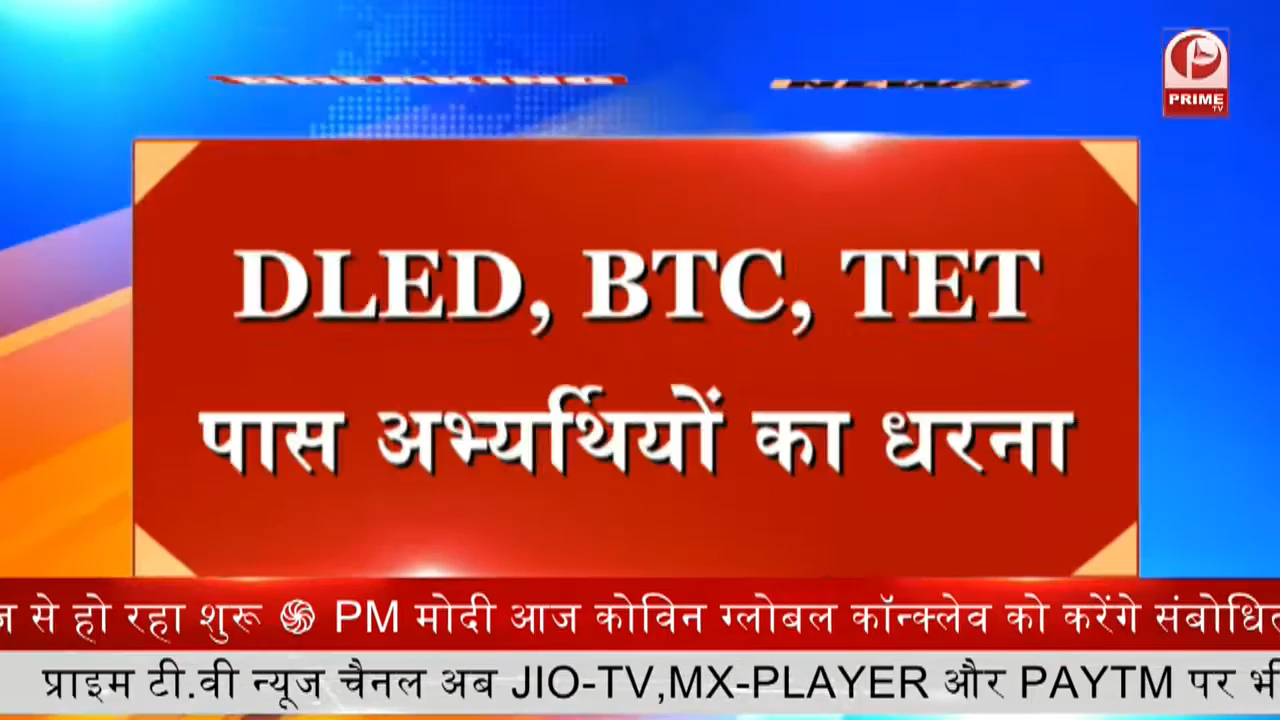 PRIME
TV
DLED, BTC, TET
पास अभ्यर्थियों का धरना
से हो रहा शुरू PM मोदी आज कोविन ग्लोबल कॉन्क्लेव को करेंगे संबोधित
प्राइम टी.वी न्यूज चैनल अब JIO-TV,MX-PLAYER और PAYTM पर भी